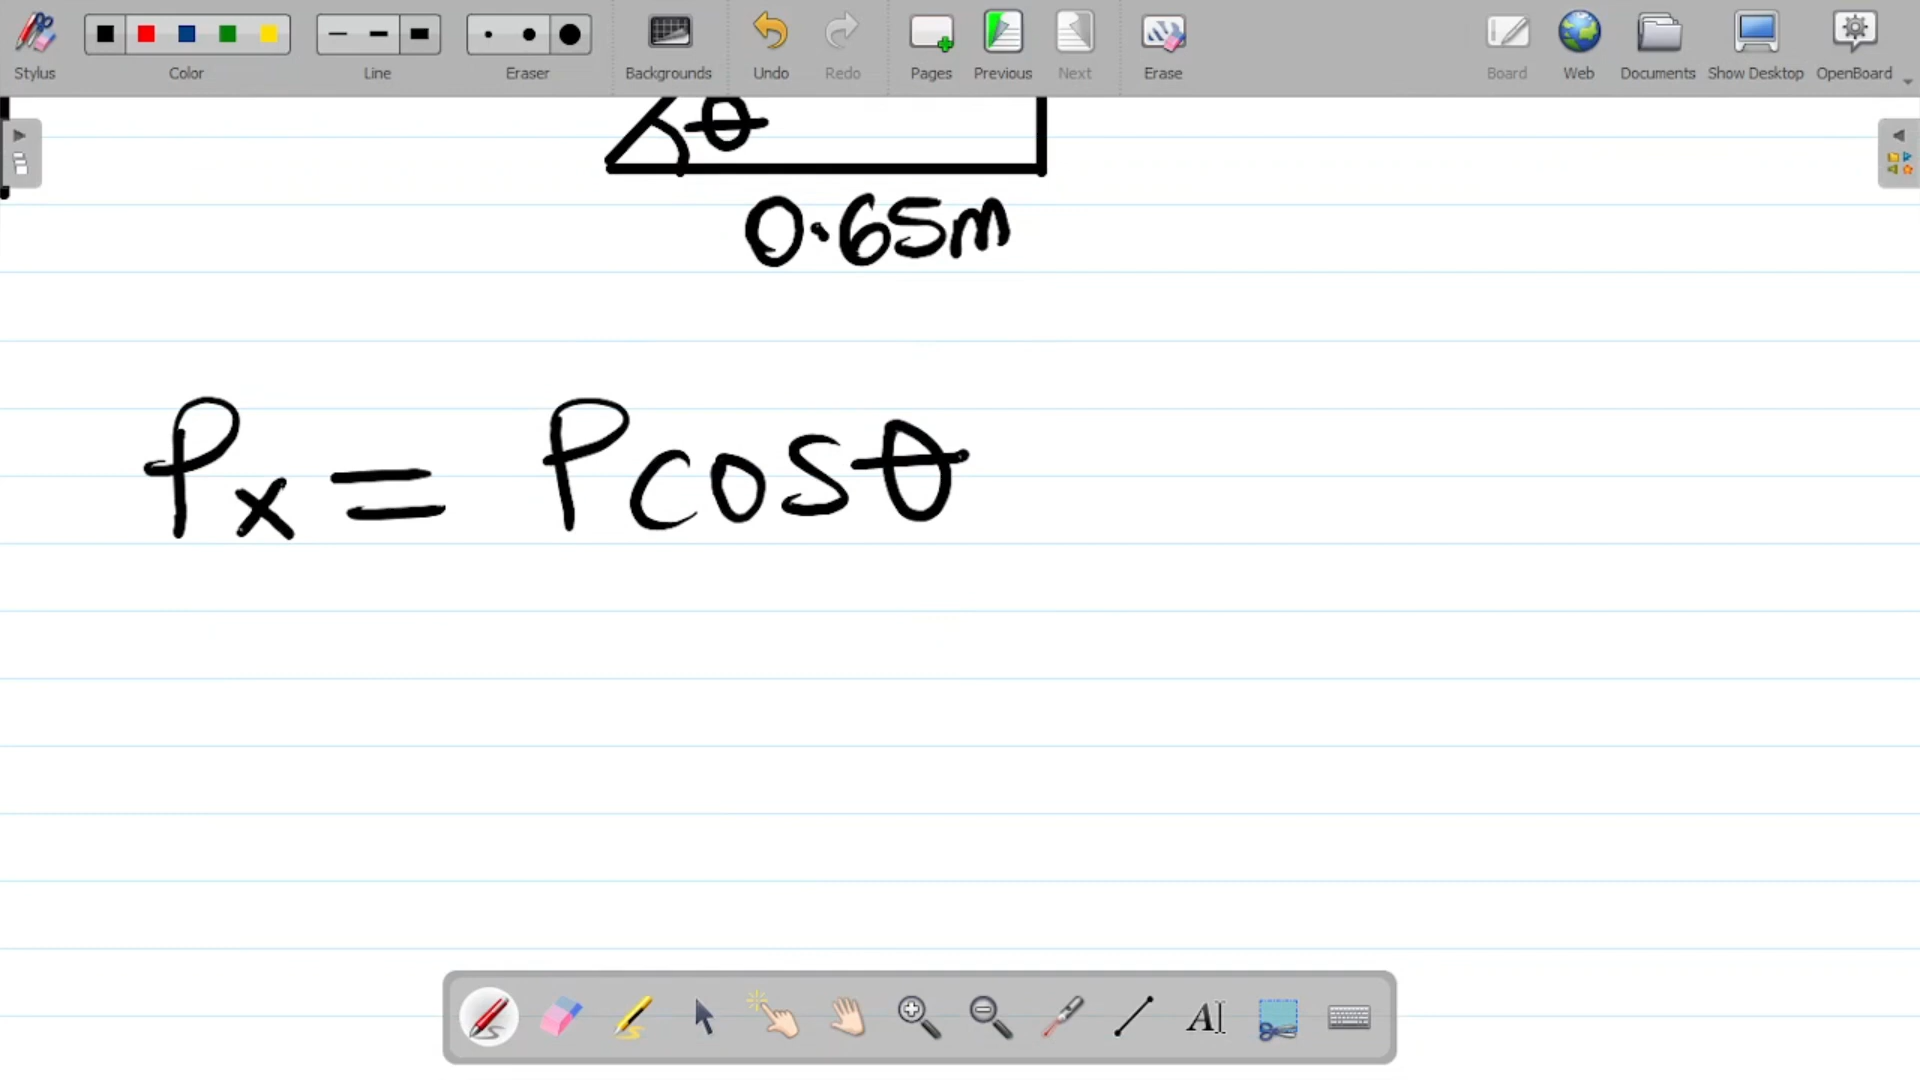 Stylus Color Line Eraser Backgrounds Undo Redo Pages Previous Next Erase Board Web Documents Show Desktop OpenBoard
θ
0.65m
Px = Pcosθ